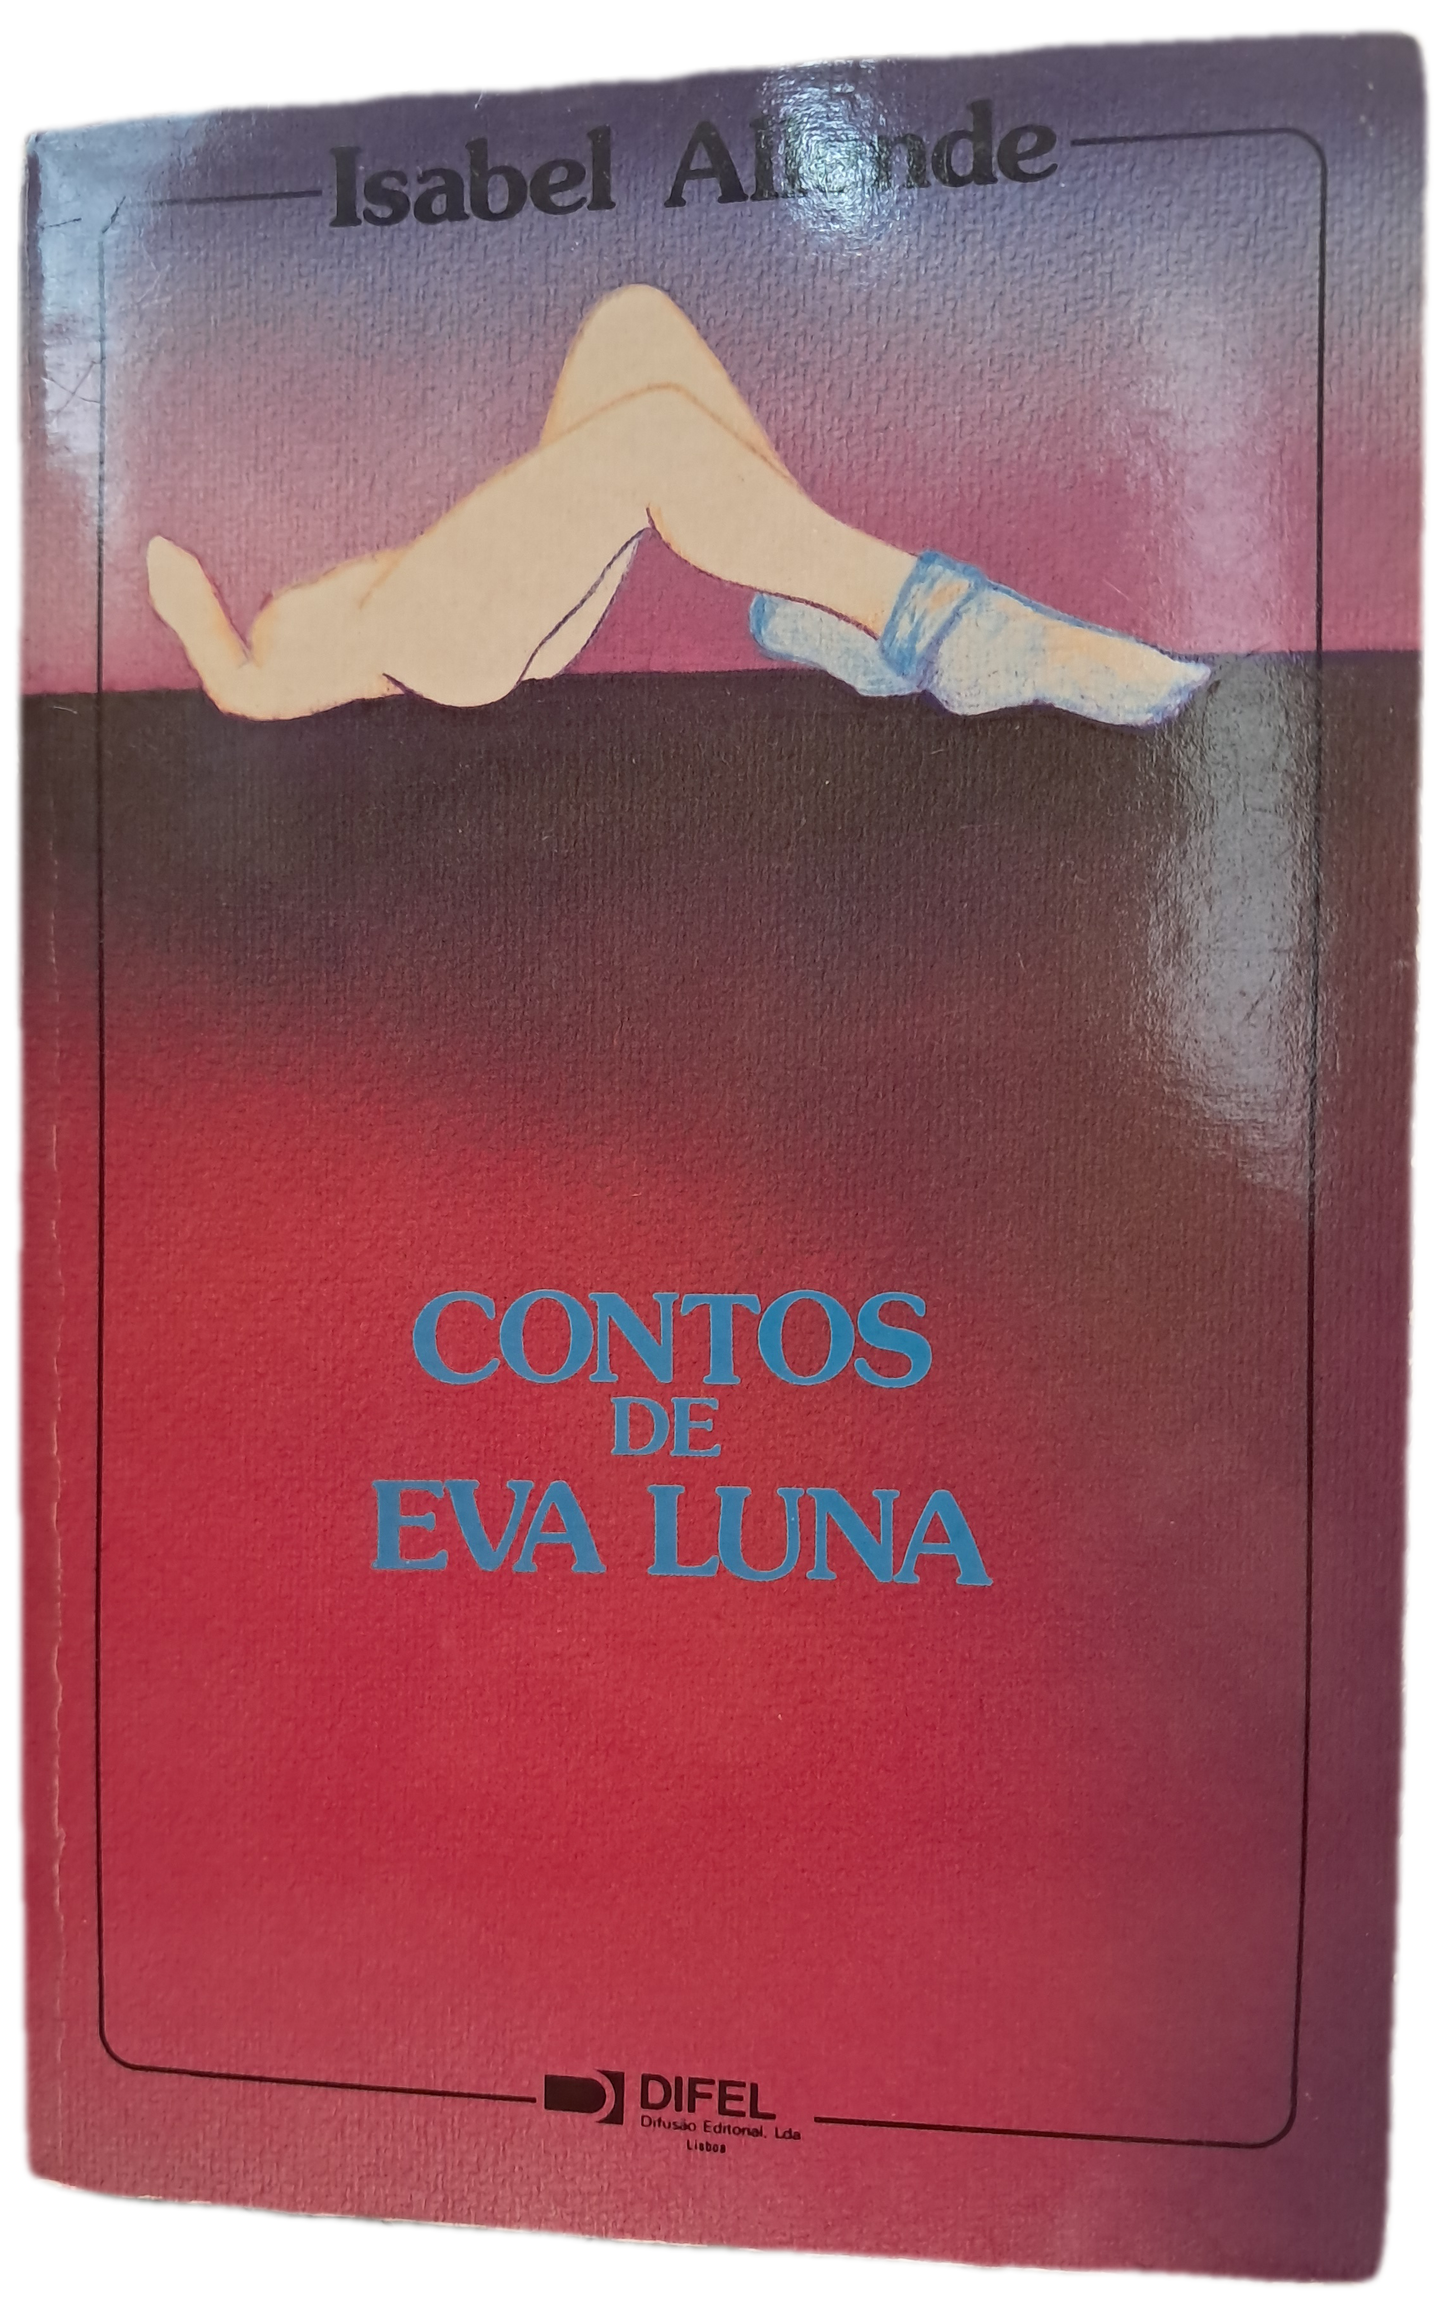 Isabel Allende
CONTOS
DE
EVA LUNA
DIFEL
Difusão Editorial, Lda
Lisboa